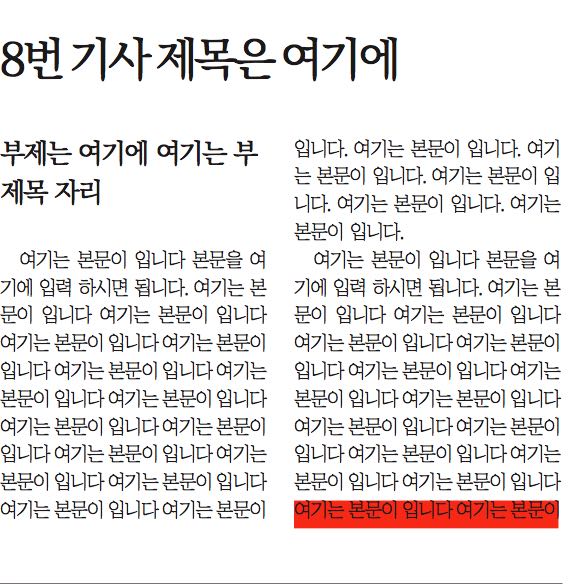 8번 기사 제목은 여기에
부제는 여기에 여기는 부
제목 자리
여기는 본문이 입니다 본문을 여
기에 입력 하시면 됩니다. 여기는 본
문이 입니다 여기는 본문이 입니다
여기는 본문이 입니다 여기는 본문이
입니다 여기는 본문이 입니다 여기는
본문이 입니다 여기는 본문이 입니다
여기는 본문이 입니다 여기는 본문이
입니다 여기는 본문이 입니다 여기는
본문이 입니다 여기는 본문이 입니다
여기는 본문이 입니다 여기는 본문이
입니다. 여기는 본문이 입니다. 여기
는 본문이 입니다. 여기는 본문이 입
니다. 여기는 본문이 입니다. 여기는
본문이 입니다.
여기는 본문이 입니다 본문을 여
기에 입력 하시면 됩니다. 여기는 본
문이 입니다 여기는 본문이 입니다
여기는 본문이 입니다 여기는 본문이
입니다 여기는 본문이 입니다 여기는
본문이 입니다 여기는 본문이 입니다
여기는 본문이 입니다 여기는 본문이
입니다 여기는 본문이 입니다 여기는
본문이 입니다 여기는 본문이 입니다
여기는 본문이 입니다 여기는 본문이